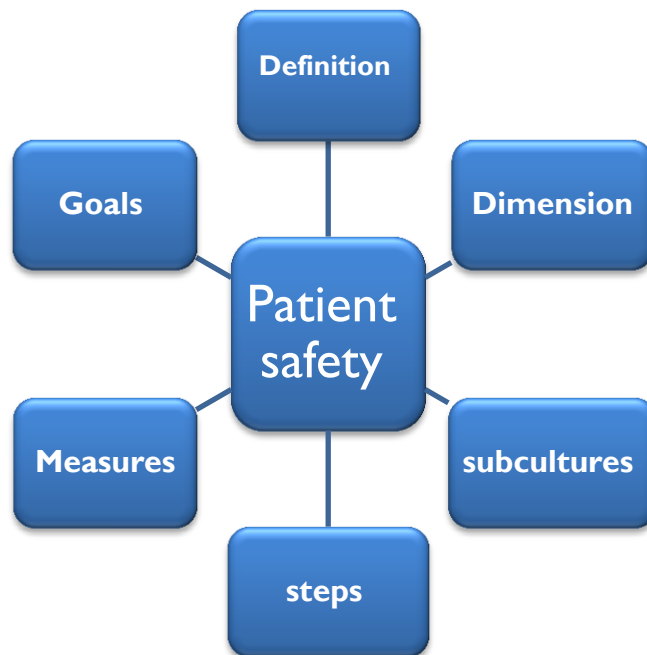 Definition
Goals
Dimension
Patient
safety
Measures
subcultures
steps